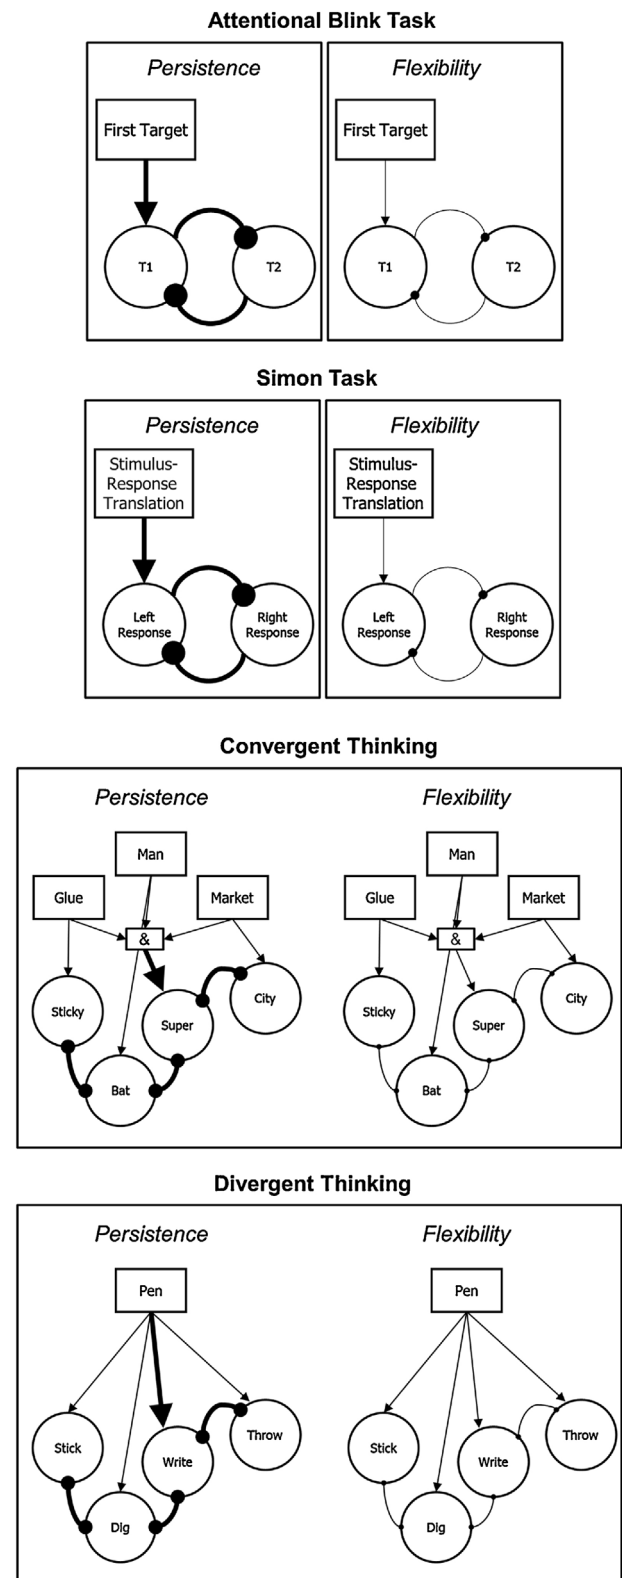 Attentional Blink Task
Persistence
Flexibility
First Target
First Target
T1
T2
T1
T2
Simon Task
Persistence
Flexibility
Stimulus-
Response
Translation
Stimulus-
Response
Translation
Left
Response
Right
Response
Left
Response
Right
Response
Convergent Thinking
Persistence
Flexibility
Man
Man
Glue
Market
Glue
Market
&
&
Sticky
Super
City
Sticky
Super
City
Bat
Bat
Divergent Thinking
Persistence
Flexibility
Pen
Pen
Stick
Write
Throw
Stick
Write
Throw
Dig
Dig